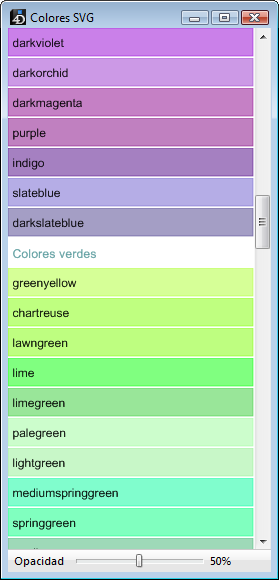 Colores SVG
darkviolet
darkorchid
darkmagenta
purple
indigo
slateblue
darkslateblue
Colores verdes
greenyellow
chartreuse
lawngreen
lime
limegreen
palegreen
lightgreen
mediumspringgreen
springgreen
Opacidad 50%